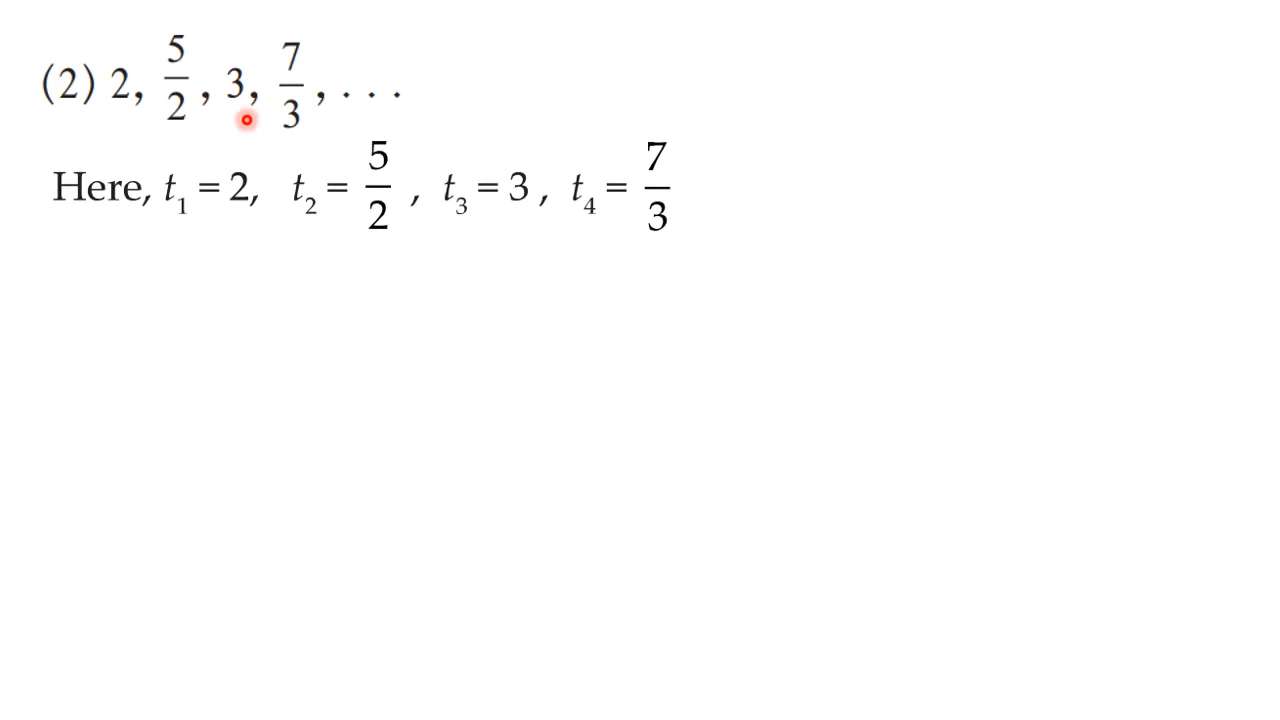 (2) 2, 5/2, 3, 7/3, . . .
Here, t₁ = 2, t₂ = 5/2, t₃ = 3, t₄ = 7/3